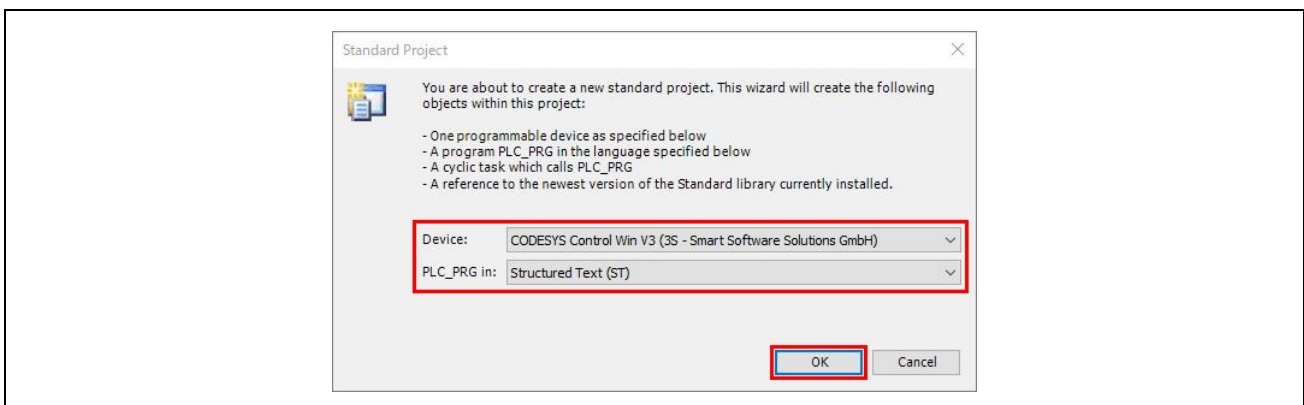 Standard Project
You are about to create a new standard project. This wizard will create the following
objects within this project:
- One programmable device as specified below
- A program PLC_PRG in the language specified below
- A cyclic task which calls PLC_PRG
- A reference to the newest version of the Standard library currently installed.
Device: CODESYS Control Win V3 (3S - Smart Software Solutions GmbH)
PLC_PRG in: Structured Text (ST)
OK Cancel